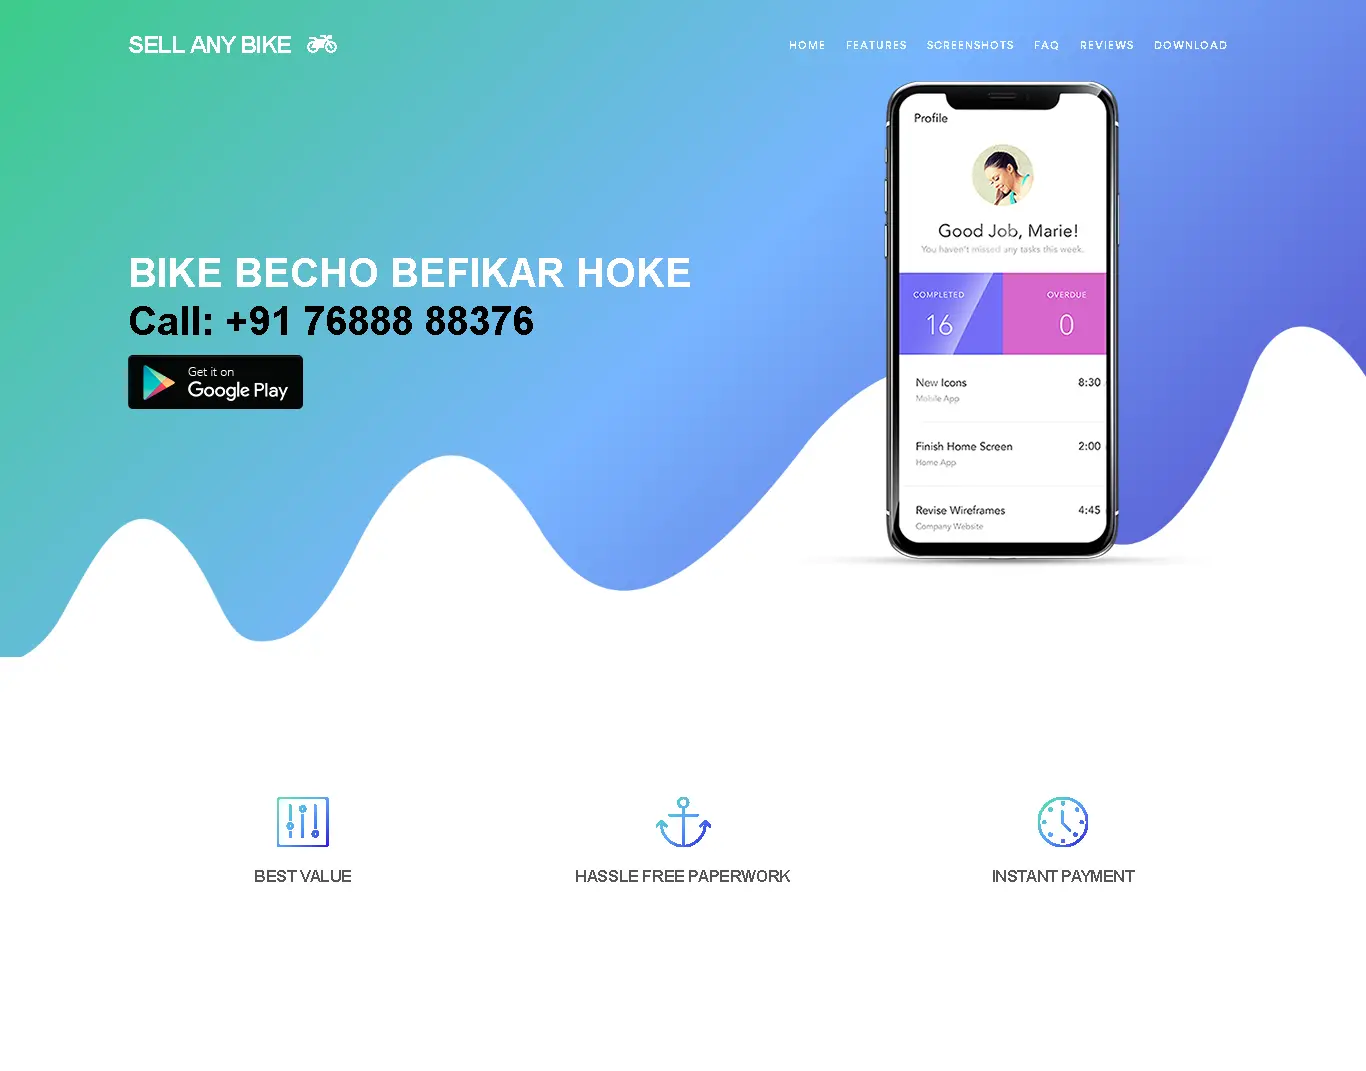 SELL ANY BIKE
HOME FEATURES SCREENSHOTS FAQ REVIEWS DOWNLOAD
BIKE BECHO BEFIKAR HOKE
Call: +91 76888 88376
Get it on
Google Play
Profile
Good Job, Marie!
You haven't missed any tasks this week.
COMPLETED OVERDUE
16 0
New Icons 8:30
Mobile App
Finish Home Screen 2:00
Home App
Revise Wireframes 4:45
Company Website
BEST VALUE HASSLE FREE PAPERWORK INSTANT PAYMENT